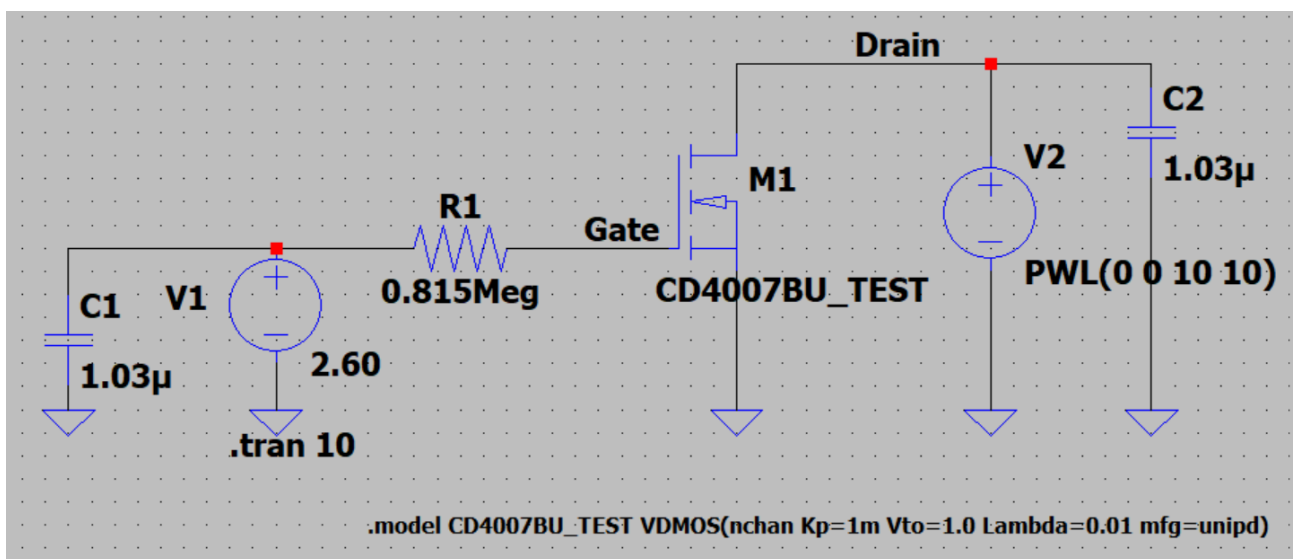 Drain
C2
1.03µ
V2
PWL(0 0 10 10)
M1
CD4007BU_TEST
R1
0.815Meg
Gate
C1
1.03µ
V1
2.60
.tran 10
.model CD4007BU_TEST VDMOS(nchan Kp=1m Vto=1.0 Lambda=0.01 mfg=unipd)